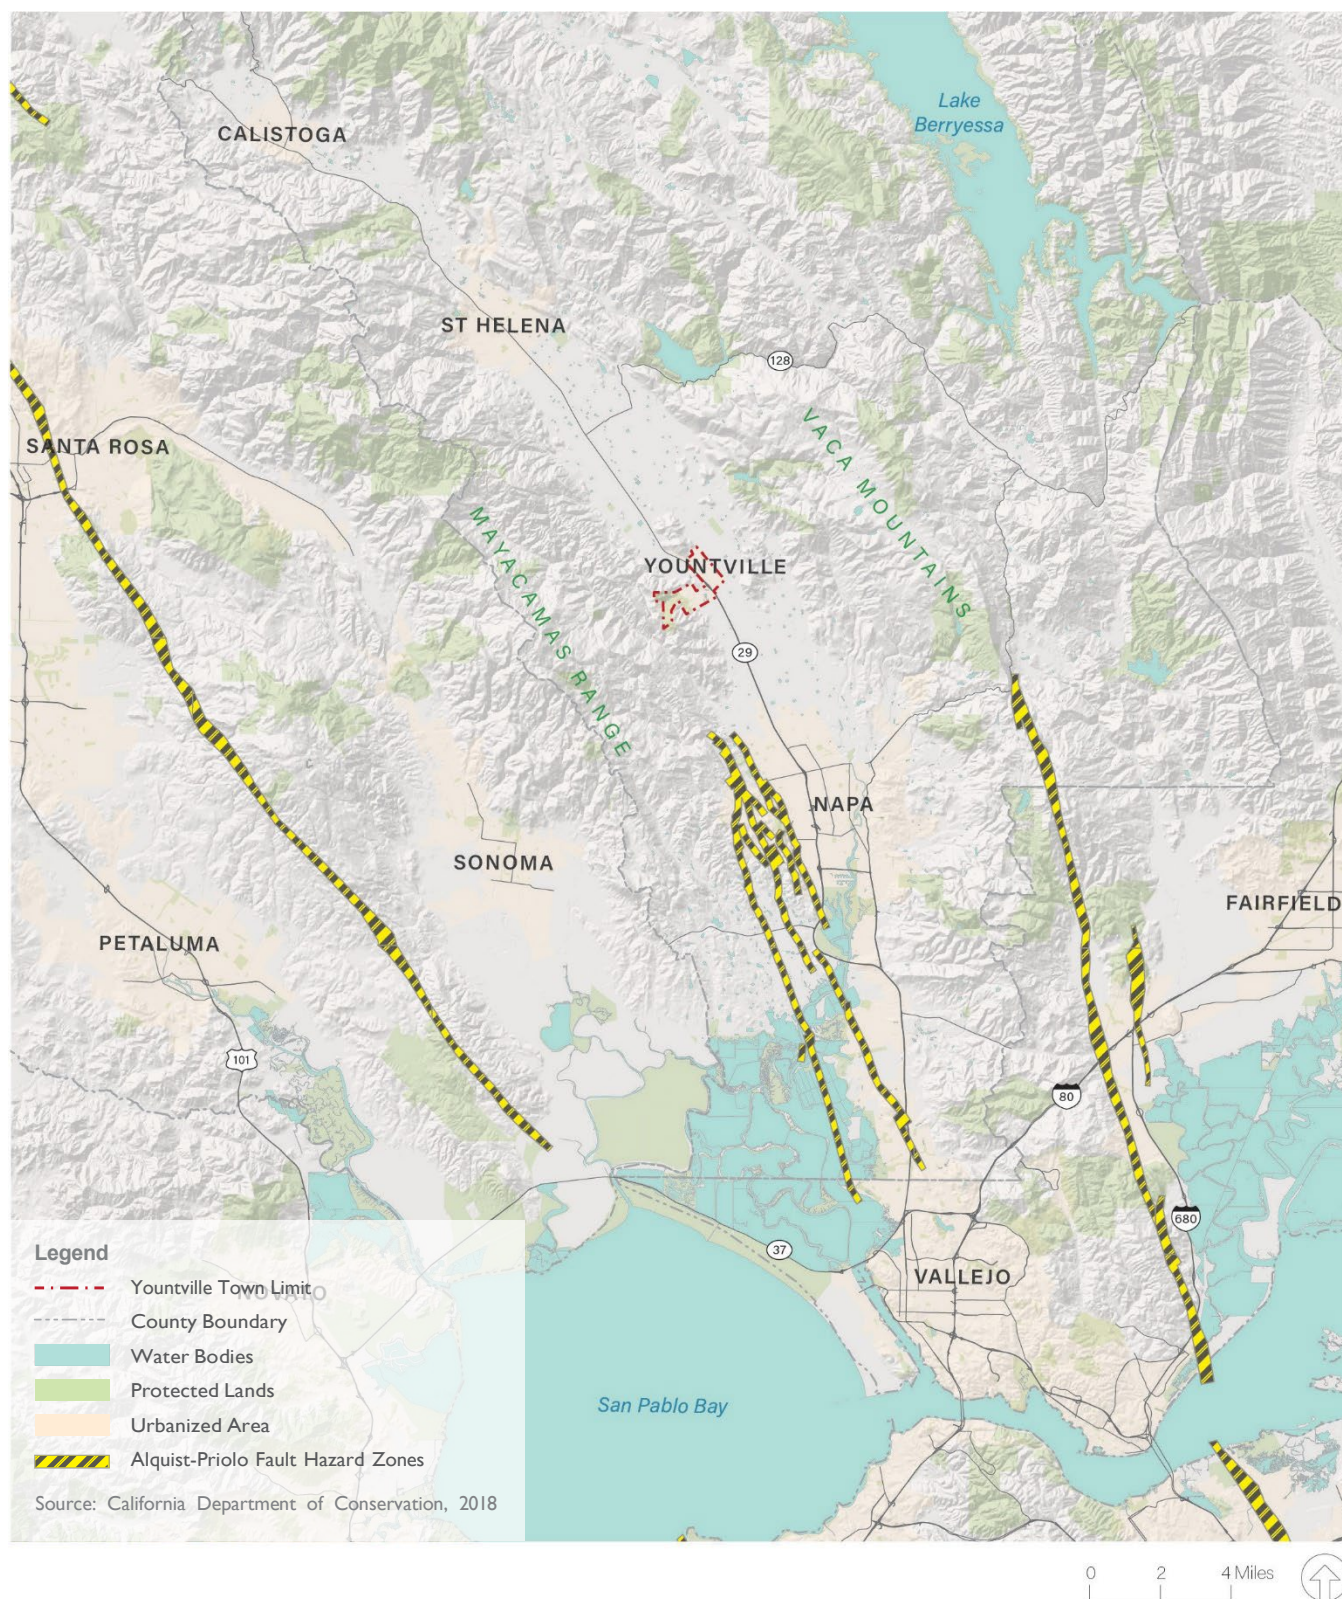 Lake
Berryessa
CALISTOGA
ST HELENA
128
SANTA ROSA
VACA MOUNTAINS
MAYACAMAS RANGE
YOUNTVILLE
29
NAPA
SONOMA
FAIRFIELD
PETALUMA
101
80
680
37
VALLEJO
San Pablo Bay
NOVATO
Legend
Yountville Town Limit
County Boundary
Water Bodies
Protected Lands
Urbanized Area
Alquist-Priolo Fault Hazard Zones
Source: California Department of Conservation, 2018
0 2 4 Miles